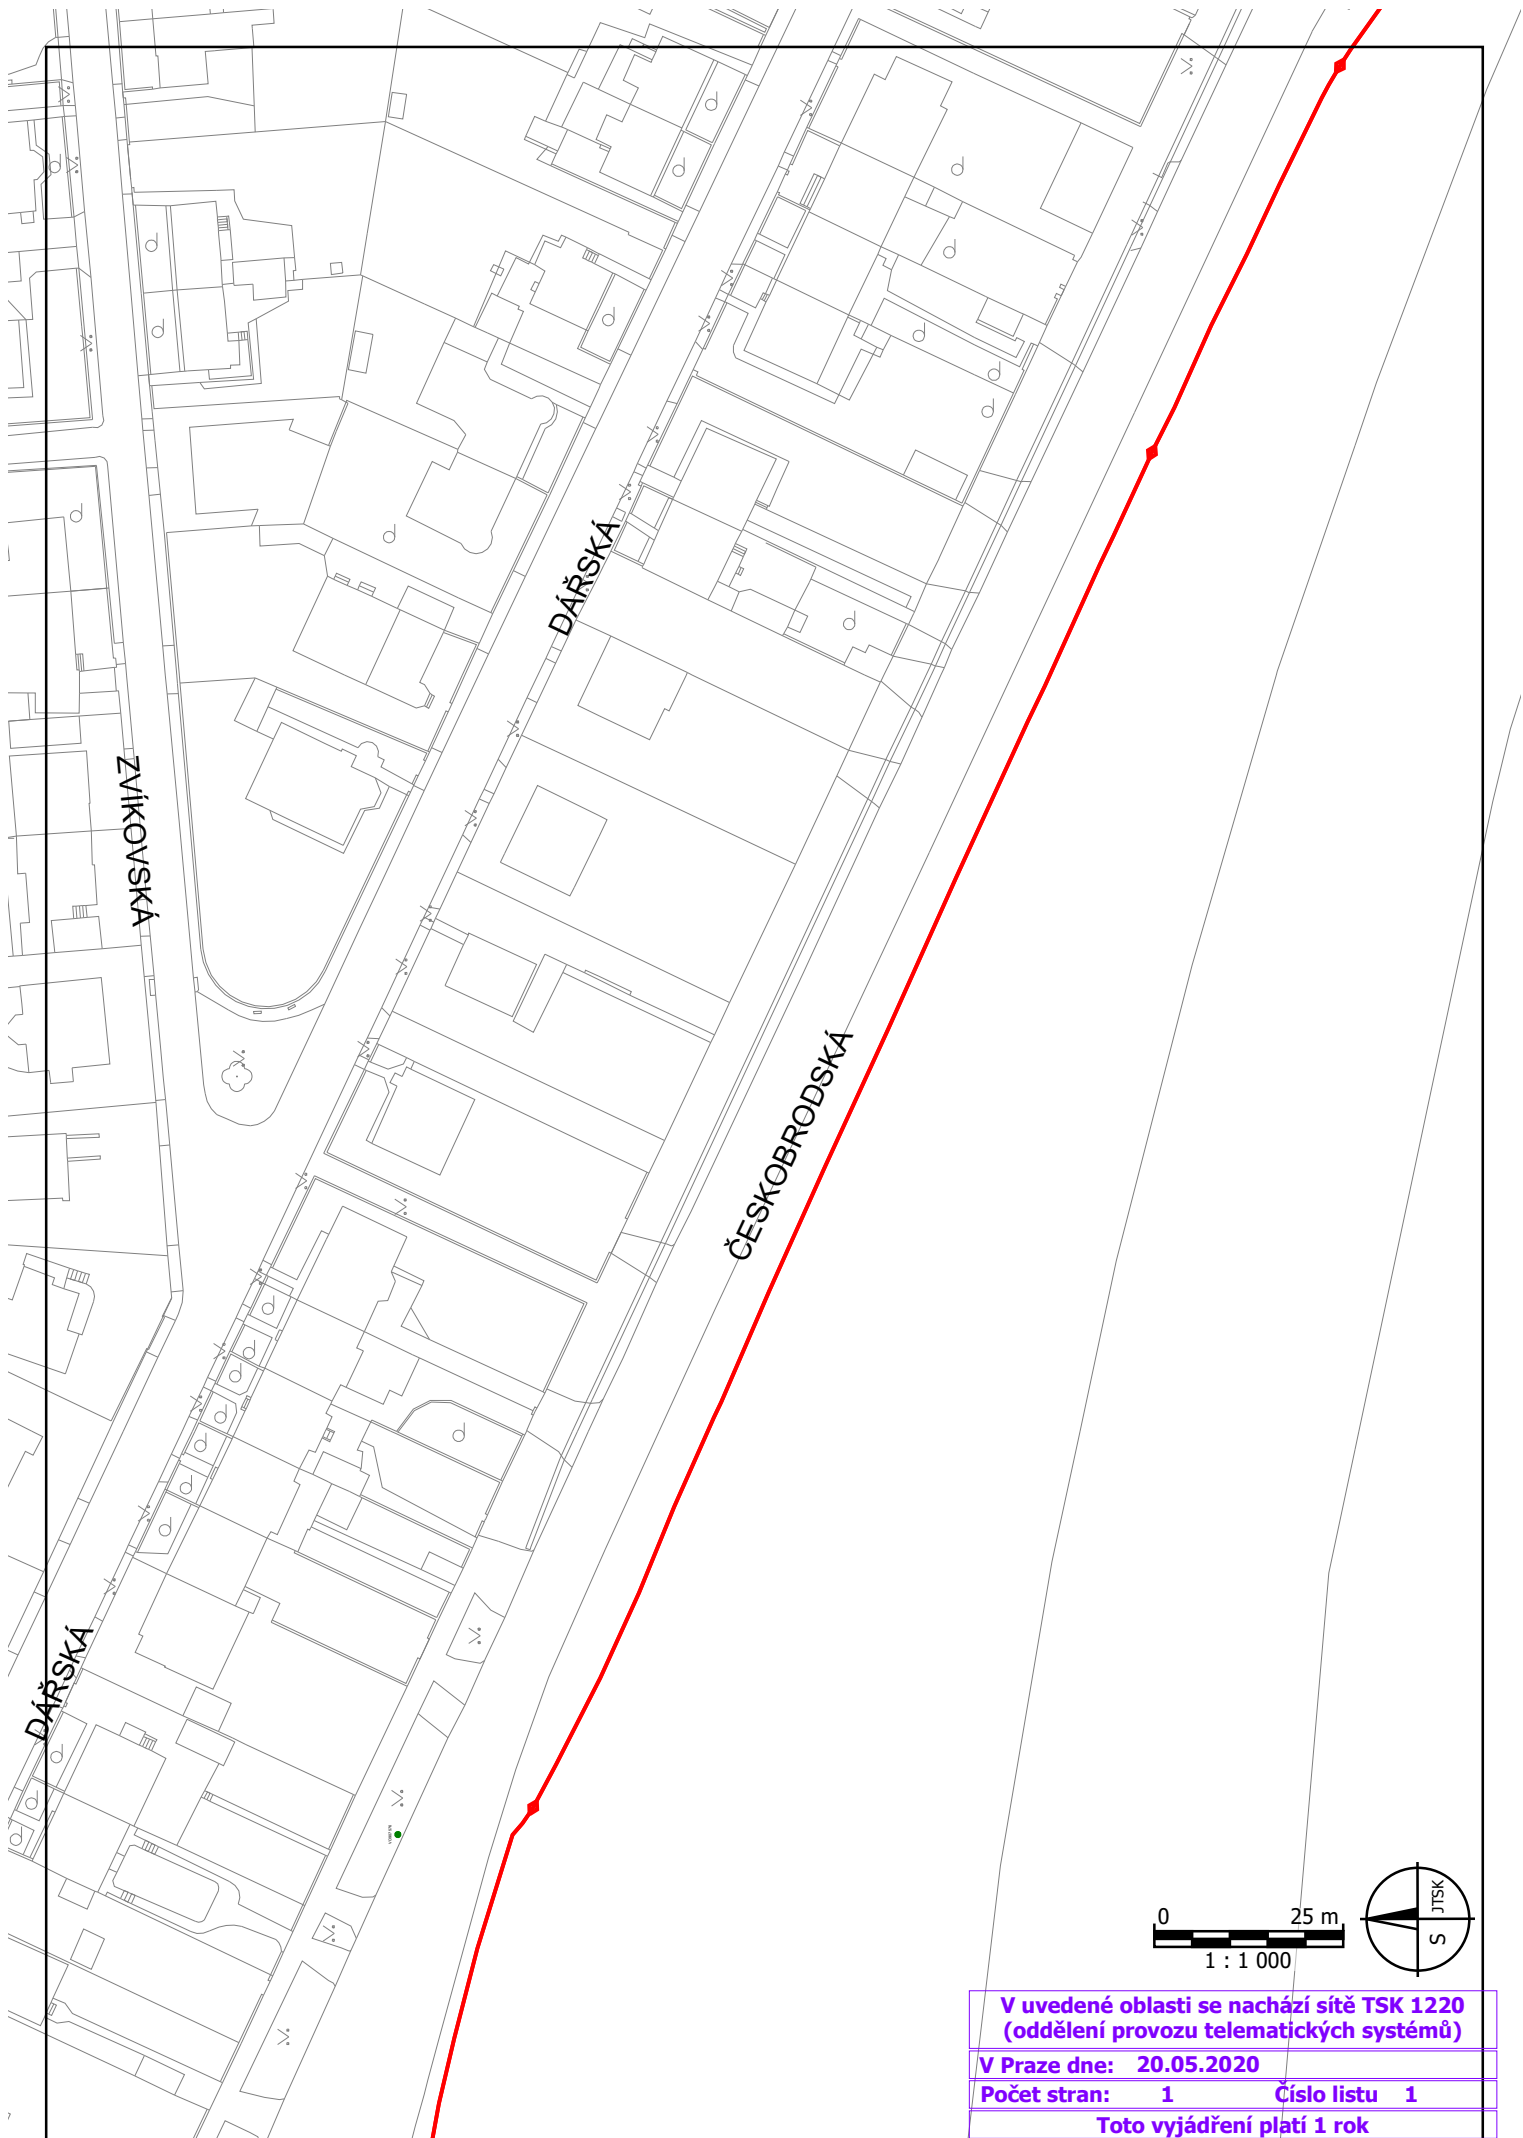 DÁŘSKÁ
ZVÍKOVSKÁ
ČESKOBRODSKÁ
DÁŘSKÁ
0 25 m
1 : 1 000
JTSK
S
V uvedené oblasti se nachází sítě TSK 1220
(oddělení provozu telematických systémů)
V Praze dne: 20.05.2020
Počet stran: 1 Číslo listu 1
Toto vyjádření platí 1 rok